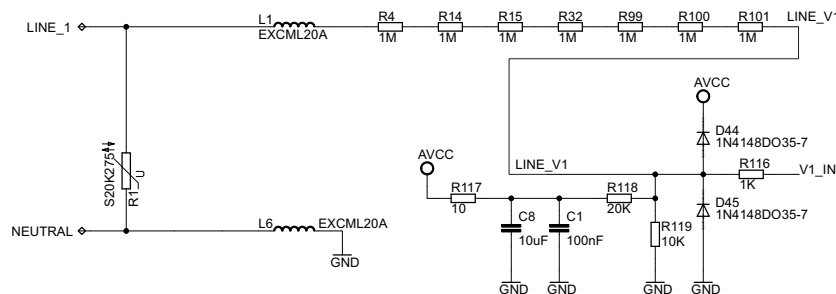 LINE_1
L1
EXCML20A
R4
1M
R14
1M
R15
1M
R32
1M
R99
1M
R100
1M
R101
1M
LINE_V1
S20K275
R1
U
AVCC
D44
1N4148DO35-7
AVCC
LINE_V1
R116
1K
V1_IN
R117
10
R118
20K
D45
1N4148DO35-7
NEUTRAL
L6
EXCML20A
C8
10uF
C1
100nF
R119
10K
GND
GND
GND
GND
GND